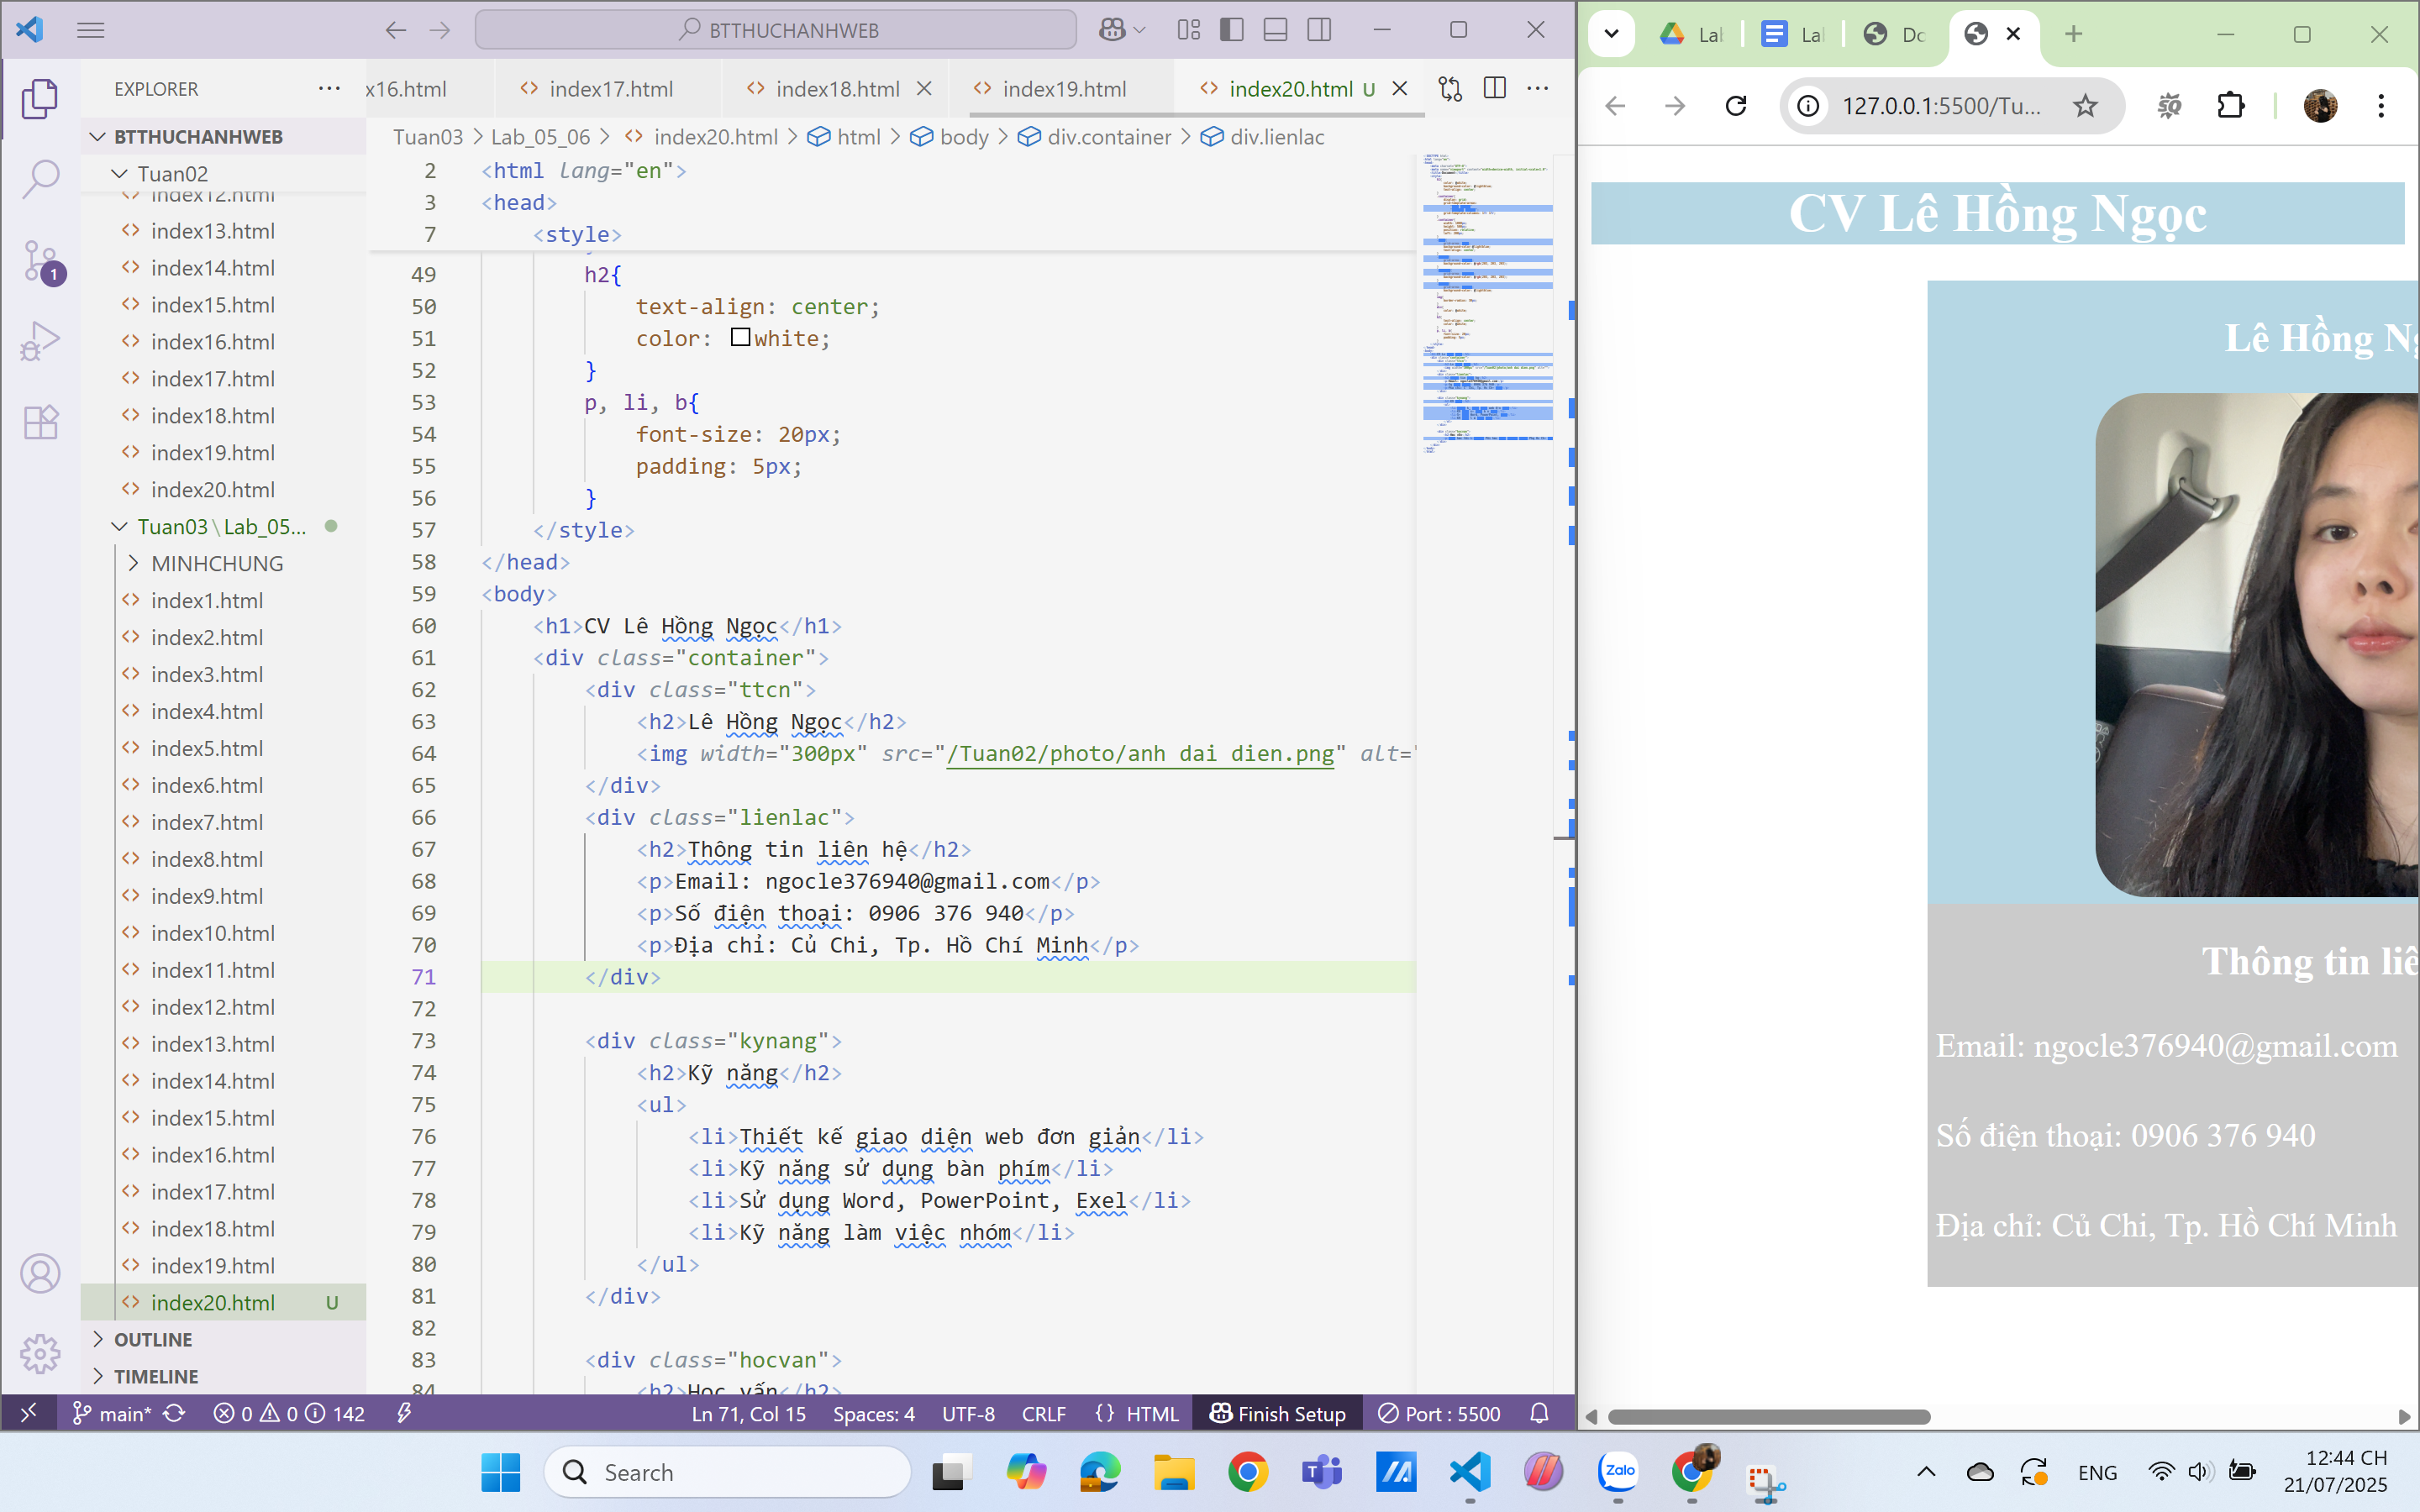 BTTHUCHANHWEB
EXPLORER
BTTHUCHANHWEB
Tuan02
index12.html
index13.html
index14.html
index15.html
index16.html
index17.html
index18.html
index19.html
index20.html
Tuan03\Lab_05...
MINHCHUNG
index1.html
index2.html
index3.html
index4.html
index5.html
index6.html
index7.html
index8.html
index9.html
index10.html
index11.html
index12.html
index13.html
index14.html
index15.html
index16.html
index17.html
index18.html
index19.html
index20.html U
OUTLINE
TIMELINE
1
x16.html index17.html index18.html index19.html index20.html U
Tuan03 > Lab_05_06 > index20.html > html > body > div.container > div.lienlac
2 <html lang="en">
3 <head>
7 <style>
49 h2{
50 text-align: center;
51 color: white;
52 }
53 p, li, b{
54 font-size: 20px;
55 padding: 5px;
56 }
57 </style>
58 </head>
59 <body>
60 <h1>CV Lê Hồng Ngọc</h1>
61 <div class="container">
62 <div class="ttcn">
63 <h2>Lê Hồng Ngọc</h2>
64 <img width="300px" src="/Tuan02/photo/anh dai dien.png" alt="
65 </div>
66 <div class="lienlac">
67 <h2>Thông tin liên hệ</h2>
68 <p>Email: ngocle376940@gmail.com</p>
69 <p>Số điện thoại: 0906 376 940</p>
70 <p>Địa chỉ: Củ Chi, Tp. Hồ Chí Minh</p>
71 </div>
72
73 <div class="kynang">
74 <h2>Kỹ năng</h2>
75 <ul>
76 <li>Thiết kế giao diện web đơn giản</li>
77 <li>Kỹ năng sử dụng bàn phím</li>
78 <li>Sử dụng Word, PowerPoint, Exel</li>
79 <li>Kỹ năng làm việc nhóm</li>
80 </ul>
81 </div>
82
83 <div class="hocvan">
84 <h2>Học vấn</h2>
main* 0 0 142
Ln 71, Col 15 Spaces: 4 UTF-8 CRLF {} HTML Finish Setup Port : 5500
Lab Lab Do
127.0.0.1:5500/Tu...
CV Lê Hồng Ngọc
Lê Hồng Ng
Thông tin liê
Email: ngocle376940@gmail.com
Số điện thoại: 0906 376 940
Địa chỉ: Củ Chi, Tp. Hồ Chí Minh
Search
Zalo
ENG
12:44 CH
21/07/2025